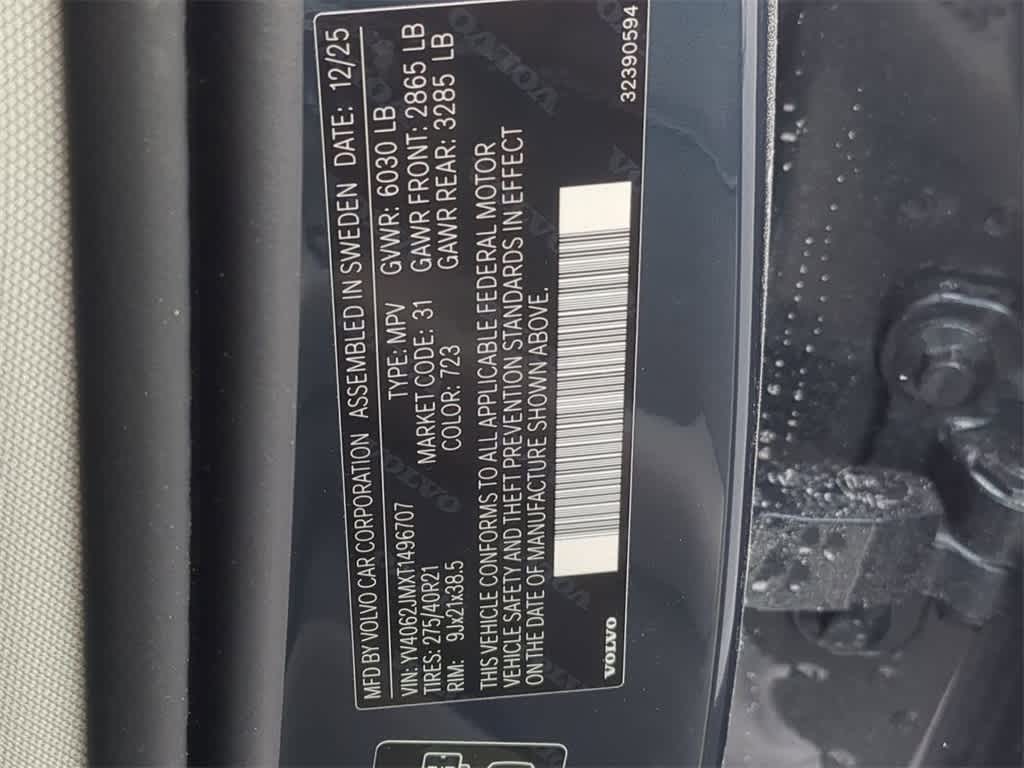 MFD BY VOLVO CAR CORPORATION ASSEMBLED IN SWEDEN DATE: 12/25
VIN: YV4062JMXT1496707 TYPE: MPV GVWR: 6030 LB
TIRES: 275/40R21 MARKET CODE: 31 GAWR FRONT: 2865 LB
RIM: 9Jx21x38.5 COLOR: 723 GAWR REAR: 3285 LB
THIS VEHICLE CONFORMS TO ALL APPLICABLE FEDERAL MOTOR
VEHICLE SAFETY AND THEFT PREVENTION STANDARDS IN EFFECT
ON THE DATE OF MANUFACTURE SHOWN ABOVE.
VOLVO 32390594